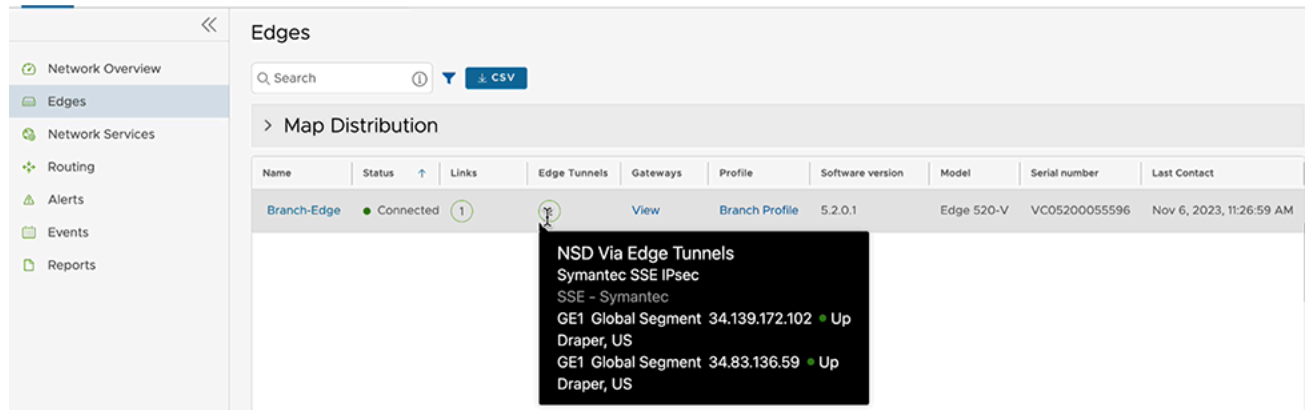 Edges
Network Overview
Edges
Network Services
Routing
Alerts
Events
Reports
Search
CSV
Map Distribution
Name Status Links Edge Tunnels Gateways Profile Software version Model Serial number Last Contact
Branch-Edge Connected 1 View Branch Profile 5.2.0.1 Edge 520-V VC05200055596 Nov 6, 2023, 11:26:59 AM
NSD Via Edge Tunnels
Symantec SSE IPsec
SSE - Symantec
GE1 Global Segment 34.139.172.102 Up
Draper, US
GE1 Global Segment 34.83.136.59 Up
Draper, US